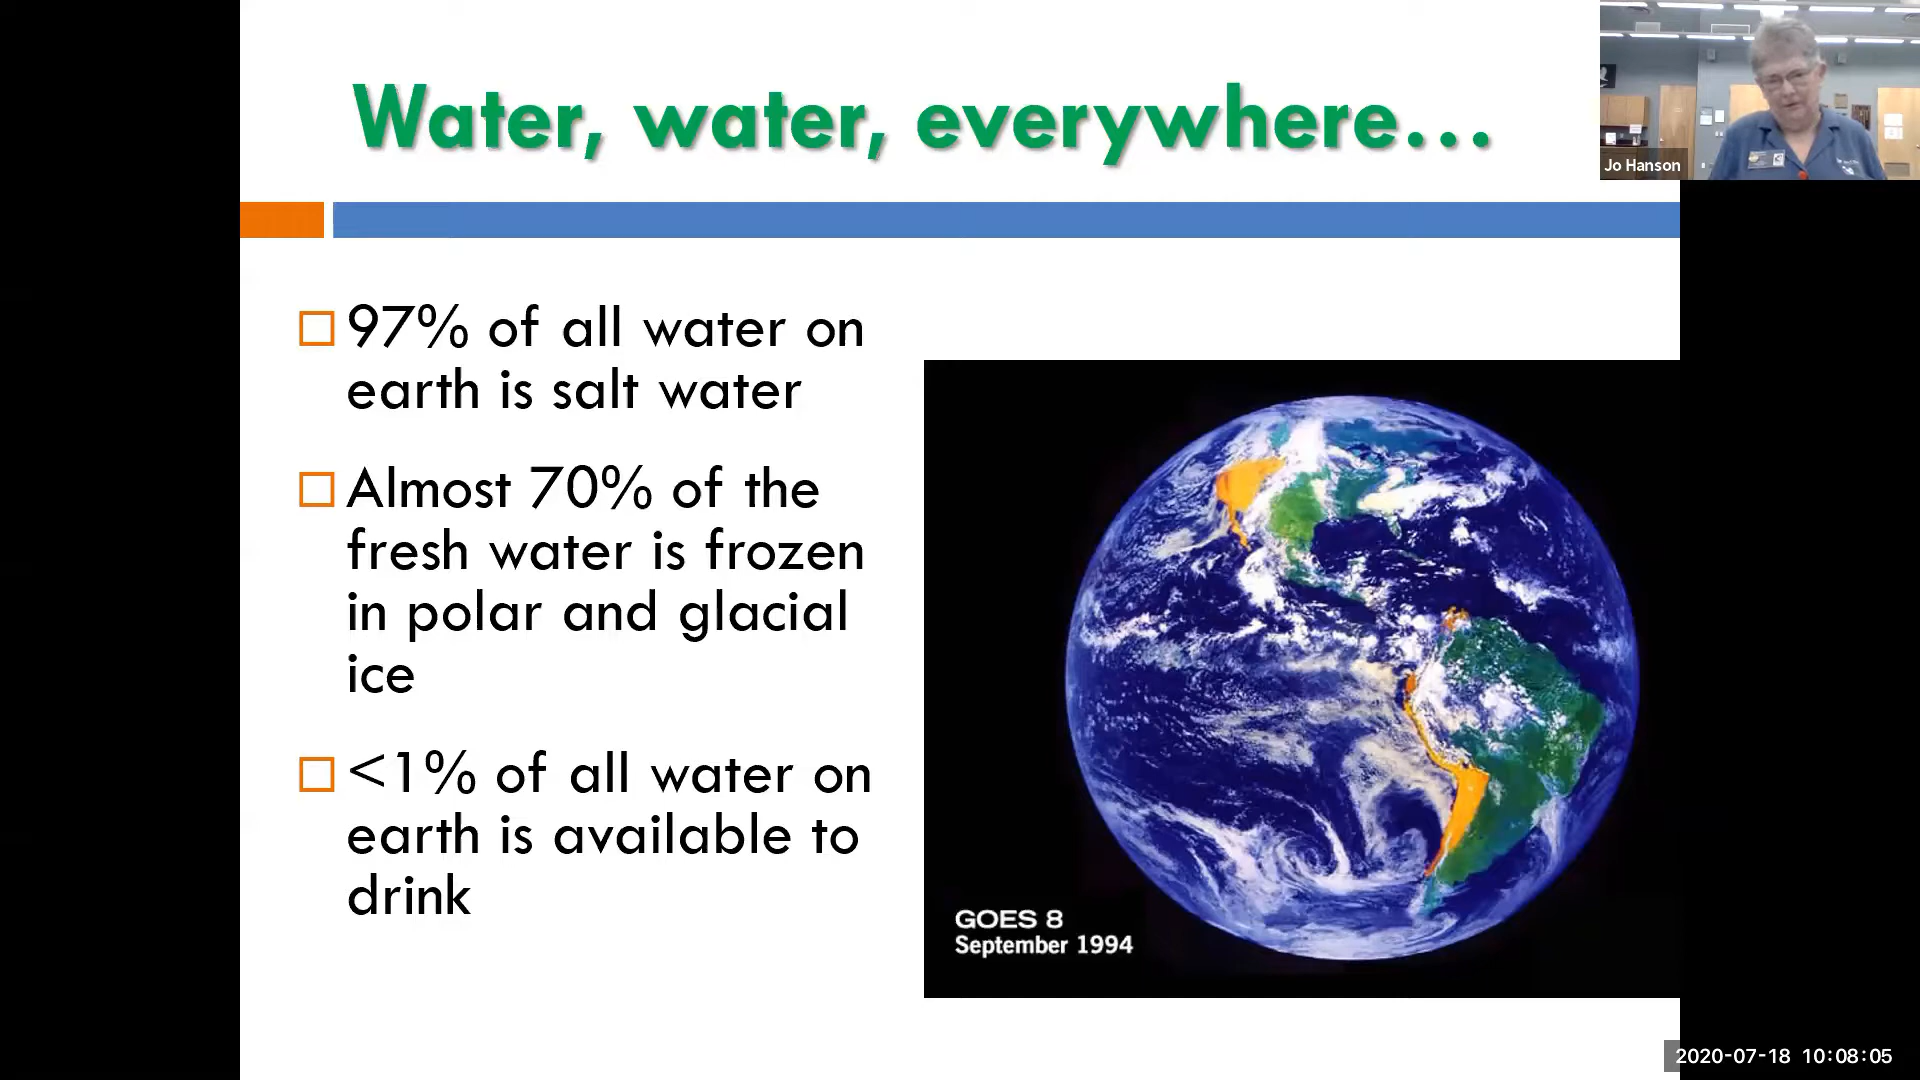 Water, water, everywhere...
Jo Hanson
97% of all water on
earth is salt water
Almost 70% of the
fresh water is frozen
in polar and glacial
ice
<1% of all water on
earth is available to
drink
GOES 8
September 1994
2020-07-18 10:08:05